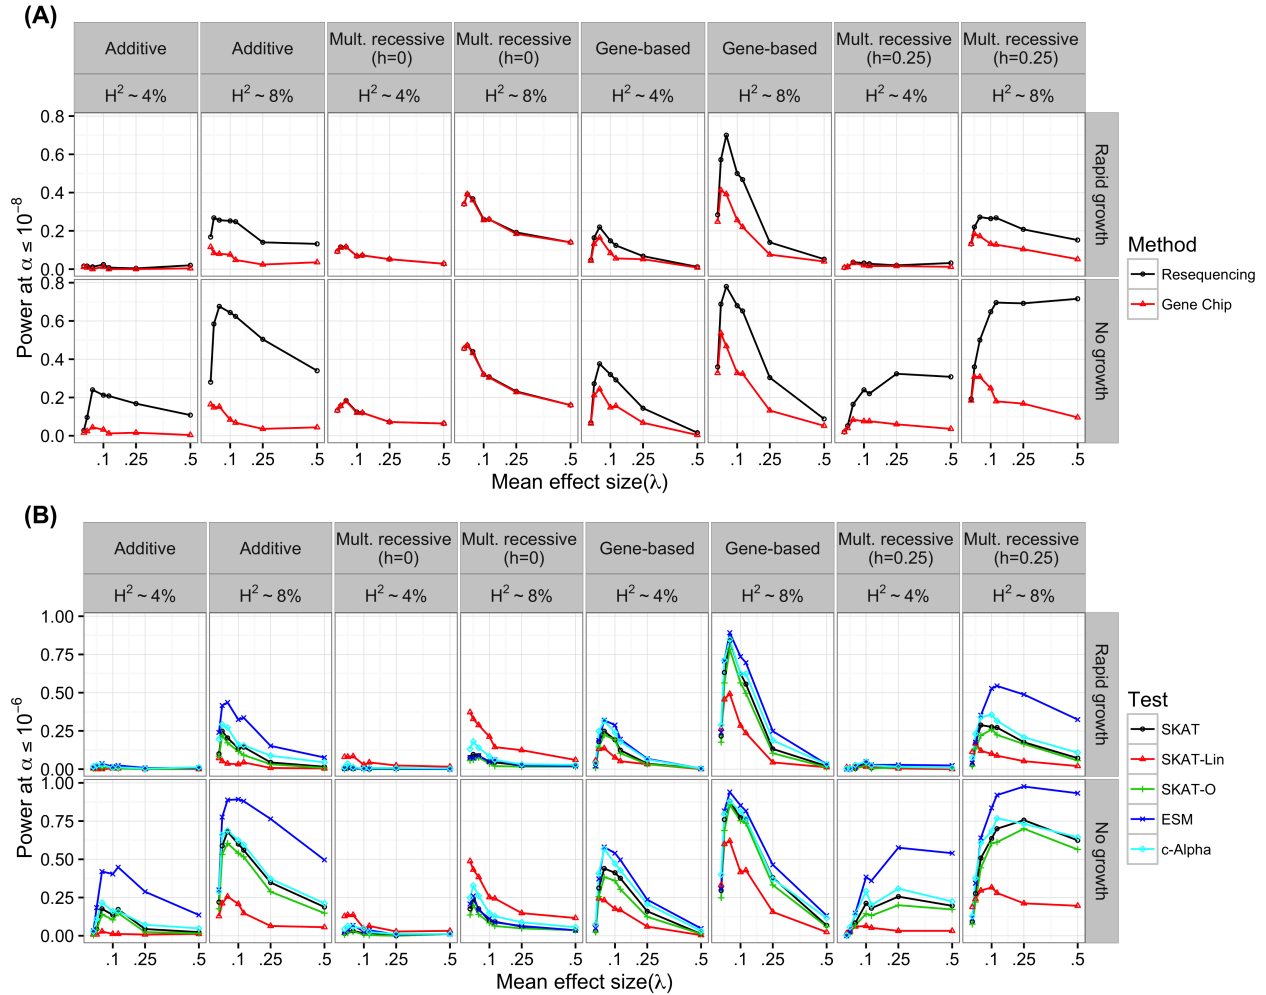 (A)
Additive
Additive
Mult. recessive
(h=0)
Mult. recessive
(h=0)
Gene-based
Gene-based
Mult. recessive
(h=0.25)
Mult. recessive
(h=0.25)
H² ~ 4%
H² ~ 8%
H² ~ 4%
H² ~ 8%
H² ~ 4%
H² ~ 8%
H² ~ 4%
H² ~ 8%
Power at α ≤ 10⁻⁸
0.8
0.6
0.4
0.2
0.0
Rapid growth
0.8
0.6
0.4
0.2
0.0
No growth
.1 .25 .5
.1 .25 .5
.1 .25 .5
.1 .25 .5
.1 .25 .5
.1 .25 .5
.1 .25 .5
.1 .25 .5
Mean effect size(λ)
Method
Resequencing
Gene Chip
(B)
Additive
Additive
Mult. recessive
(h=0)
Mult. recessive
(h=0)
Gene-based
Gene-based
Mult. recessive
(h=0.25)
Mult. recessive
(h=0.25)
H² ~ 4%
H² ~ 8%
H² ~ 4%
H² ~ 8%
H² ~ 4%
H² ~ 8%
H² ~ 4%
H² ~ 8%
Power at α ≤ 10⁻⁶
1.00
0.75
0.50
0.25
0.00
Rapid growth
1.00
0.75
0.50
0.25
0.00
No growth
.1 .25 .5
.1 .25 .5
.1 .25 .5
.1 .25 .5
.1 .25 .5
.1 .25 .5
.1 .25 .5
.1 .25 .5
Mean effect size(λ)
Test
SKAT
SKAT-Lin
SKAT-O
ESM
c-Alpha